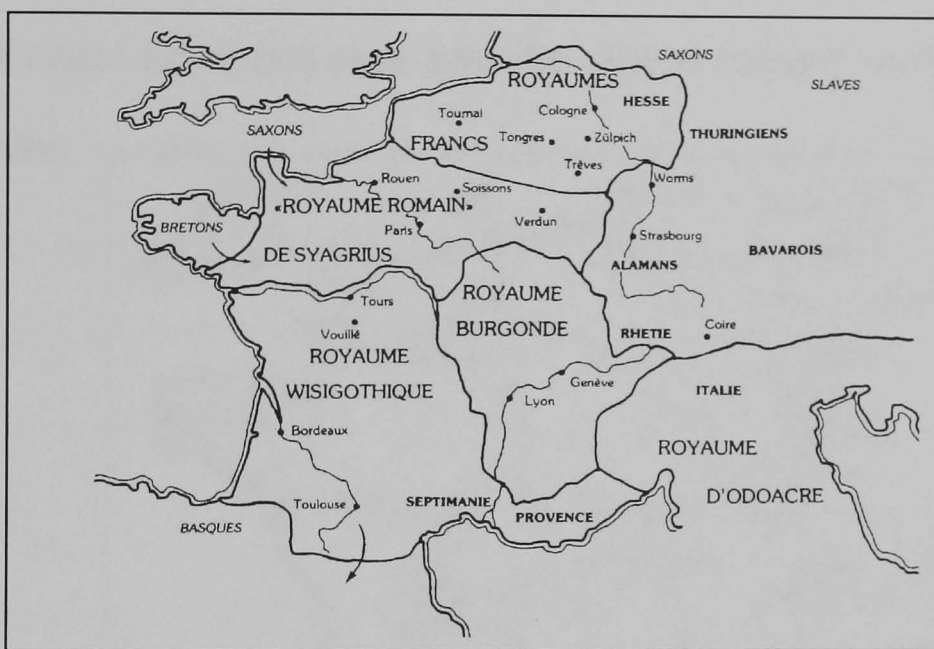 SAXONS
SLAVES
ROYAUMES
HESSE
Cologne
Tournai
SAXONS
FRANCS
Tongres
Zülpich
THURINGIENS
Trèves
Worms
Rouen
Soissons
«ROYAUME ROMAIN»
Verdun
BRETONS
Paris
Strasbourg
DE SYAGRIUS
ALAMANS
BAVAROIS
ROYAUME
BURGONDE
Tours
Vouillé
RHETIE
Coire
ROYAUME
WISIGOTHIQUE
Genève
Lyon
ITALIE
Bordeaux
ROYAUME
D'ODOACRE
Toulouse
SEPTIMANIE
PROVENCE
BASQUES